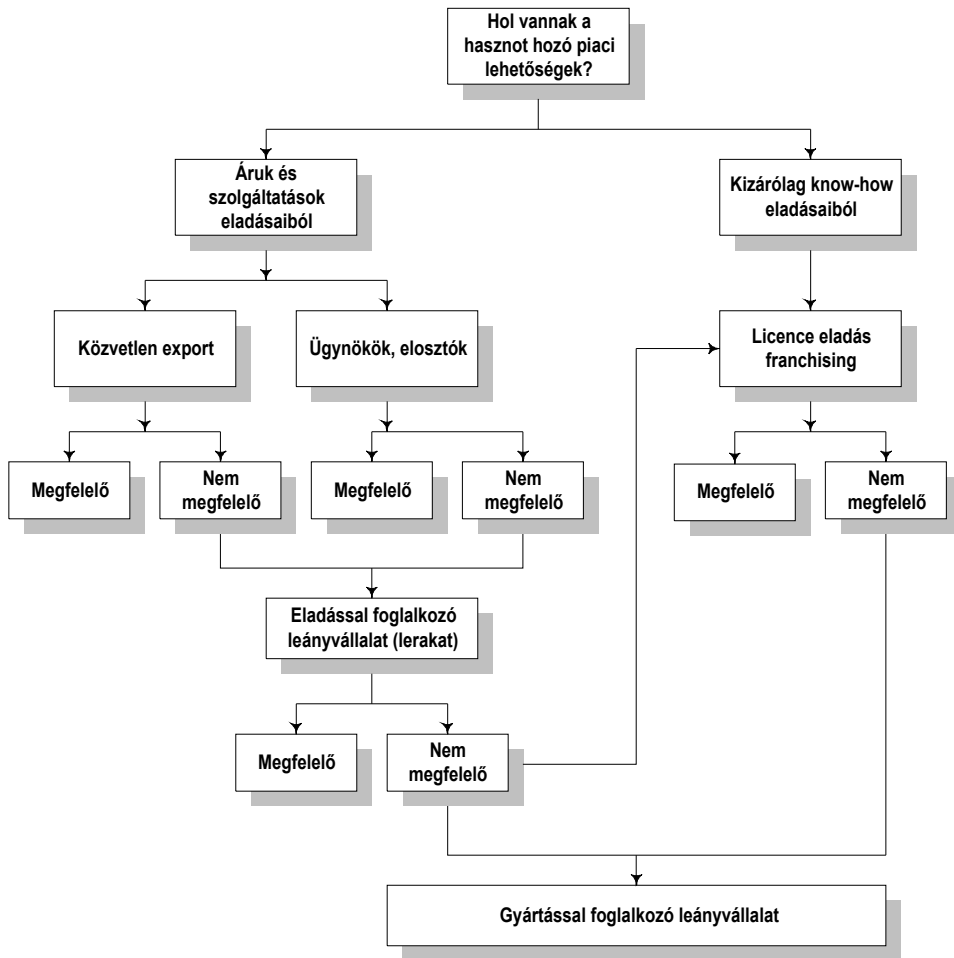 Hol vannak a
hasznot hozó piaci
lehetőségek?
Áruk és
szolgáltatások
eladásaiból
Kizárólag know-how
eladásaiból
Közvetlen export
Ügynökök, elosztók
Licence eladás
franchising
Megfelelő
Nem
megfelelő
Megfelelő
Nem
megfelelő
Megfelelő
Nem
megfelelő
Eladással foglalkozó
leányvállalat (lerakat)
Megfelelő
Nem
megfelelő
Gyártással foglalkozó leányvállalat